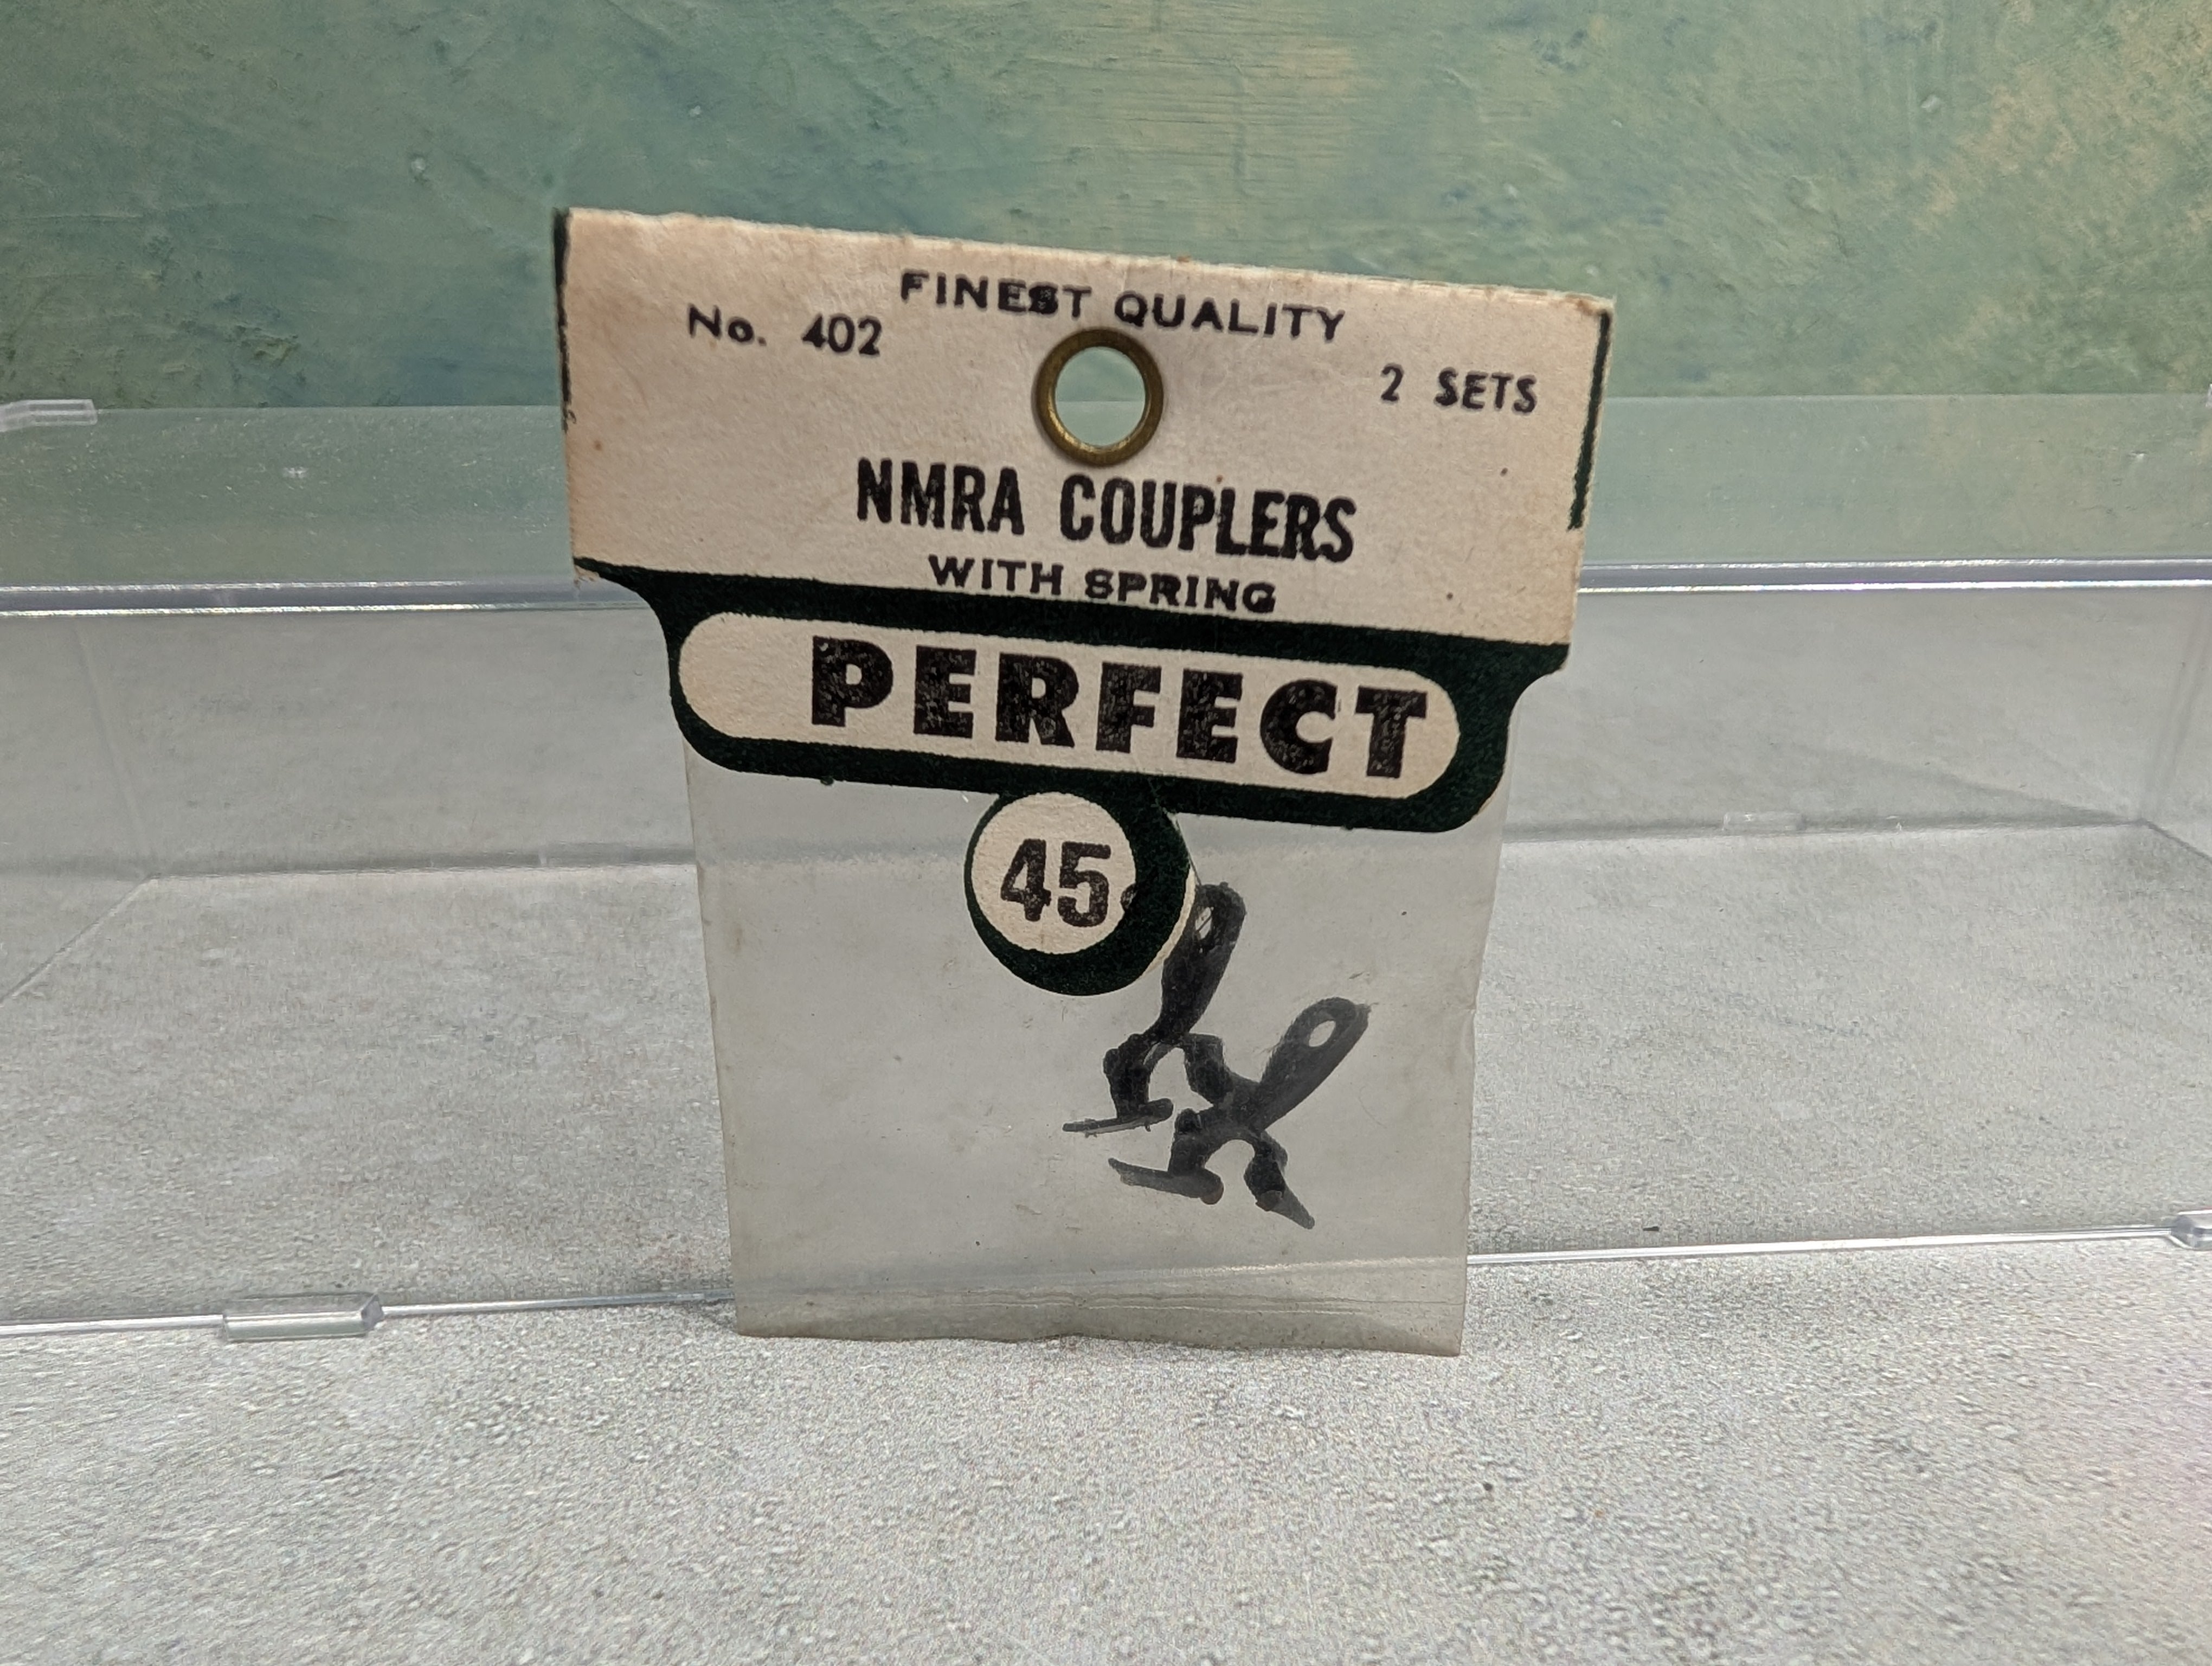 FINEST QUALITY
No. 402
2 SETS
NMRA COUPLERS
WITH SPRING
PERFECT
45¢